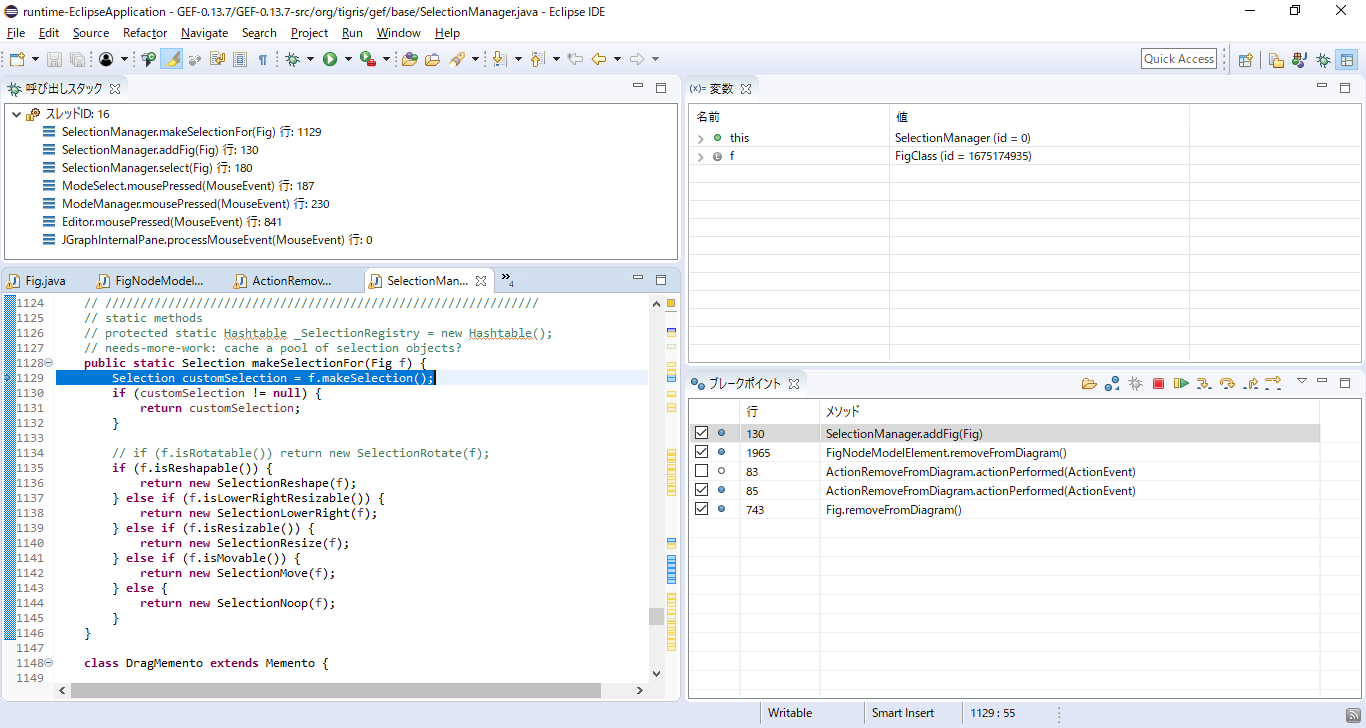 runtime-EclipseApplication - GEF-0.13.7/GEF-0.13.7-src/org/tigris/gef/base/SelectionManager.java - Eclipse IDE
File Edit Source Refactor Navigate Search Project Run Window Help
Quick Access
呼び出しスタック
スレッドID: 16
SelectionManager.makeSelectionFor(Fig) 行: 1129
SelectionManager.addFig(Fig) 行: 130
SelectionManager.select(Fig) 行: 180
ModeSelect.mousePressed(MouseEvent) 行: 187
ModeManager.mousePressed(MouseEvent) 行: 230
Editor.mousePressed(MouseEvent) 行: 841
JGraphInternalPane.processMouseEvent(MouseEvent) 行: 0
(x)= 変数
名前 値
this SelectionManager (id = 0)
f FigClass (id = 1675174935)
Fig.java FigNodeModel... ActionRemov... SelectionMan... »4
1124 // //////////////////////////////////////////////////////////////
1125 // static methods
1126 // protected static Hashtable _SelectionRegistry = new Hashtable();
1127 // needs-more-work: cache a pool of selection objects?
1128 public static Selection makeSelectionFor(Fig f) {
1129 Selection customSelection = f.makeSelection();
1130 if (customSelection != null) {
1131 return customSelection;
1132 }
1133
1134 // if (f.isRotatable()) return new SelectionRotate(f);
1135 if (f.isReshapable()) {
1136 return new SelectionReshape(f);
1137 } else if (f.isLowerRightResizable()) {
1138 return new SelectionLowerRight(f);
1139 } else if (f.isResizable()) {
1140 return new SelectionResize(f);
1141 } else if (f.isMovable()) {
1142 return new SelectionMove(f);
1143 } else {
1144 return new SelectionNoop(f);
1145 }
1146 }
1147
1148 class DragMemento extends Memento {
1149
ブレークポイント
行 メソッド
130 SelectionManager.addFig(Fig)
1965 FigNodeModelElement.removeFromDiagram()
83 ActionRemoveFromDiagram.actionPerformed(ActionEvent)
85 ActionRemoveFromDiagram.actionPerformed(ActionEvent)
743 Fig.removeFromDiagram()
Writable Smart Insert 1129 : 55